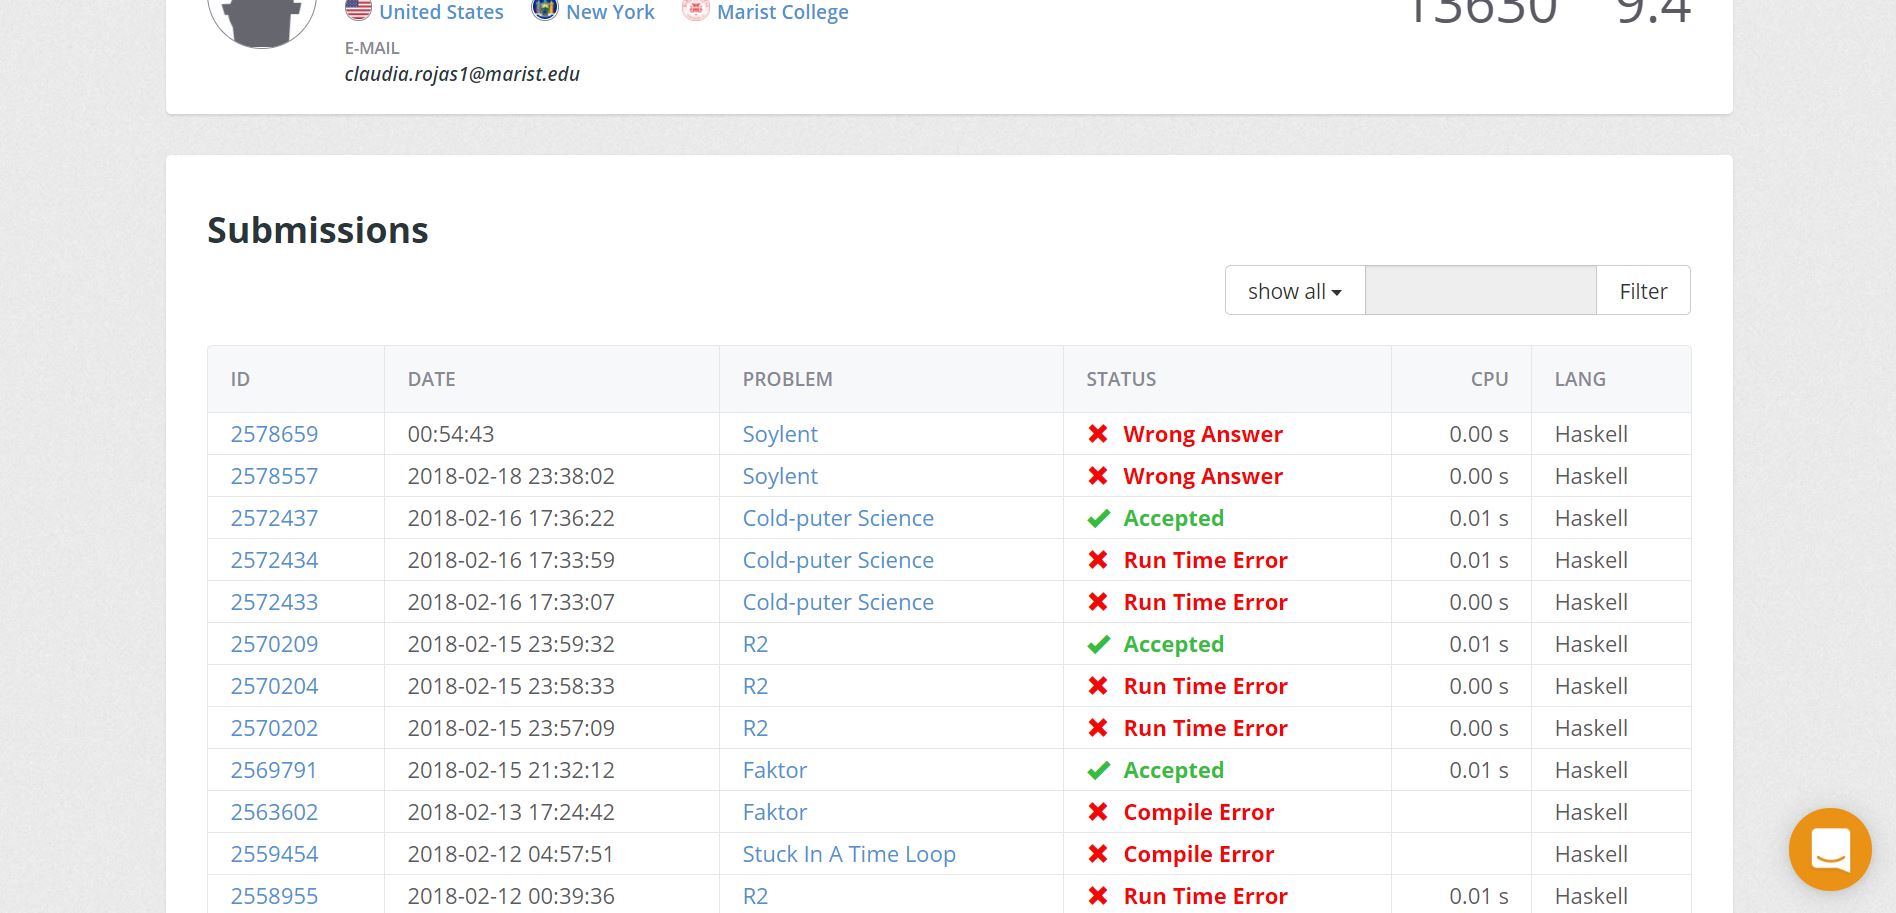 United States New York Marist College 13630 9.4
E-MAIL
claudia.rojas1@marist.edu
Submissions
show all Filter
ID DATE PROBLEM STATUS CPU LANG
2578659 00:54:43 Soylent Wrong Answer 0.00 s Haskell
2578557 2018-02-18 23:38:02 Soylent Wrong Answer 0.00 s Haskell
2572437 2018-02-16 17:36:22 Cold-puter Science Accepted 0.01 s Haskell
2572434 2018-02-16 17:33:59 Cold-puter Science Run Time Error 0.01 s Haskell
2572433 2018-02-16 17:33:07 Cold-puter Science Run Time Error 0.00 s Haskell
2570209 2018-02-15 23:59:32 R2 Accepted 0.01 s Haskell
2570204 2018-02-15 23:58:33 R2 Run Time Error 0.00 s Haskell
2570202 2018-02-15 23:57:09 R2 Run Time Error 0.00 s Haskell
2569791 2018-02-15 21:32:12 Faktor Accepted 0.01 s Haskell
2563602 2018-02-13 17:24:42 Faktor Compile Error Haskell
2559454 2018-02-12 04:57:51 Stuck In A Time Loop Compile Error Haskell
2558955 2018-02-12 00:39:36 R2 Run Time Error 0.01 s Haskell